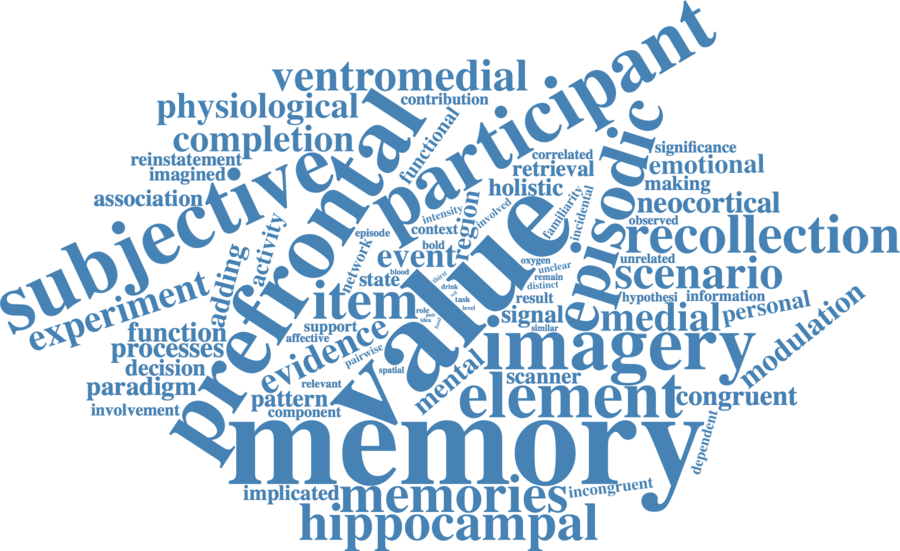 ventromedial
participant
physiological
contribution
completion
functional
prefrontal
subjective
reinstatement
imagined
association
correlated
retrieval
holistic
episodic
significance
emotional
making
neocortical
observed
recollection
unrelated
scenario
familiarity
incidental
involved
intensity
context
region
episode
bold
event
network
state
blood
activity
adding
experiment
item
value
oxygen
unclear
remain
distinct
thirst
drink
task
level
result
signal
similar
role
idea
hypothesi
information
medial
personal
modulation
function
processes
decision
paradigm
involvement
support
affective
evidence
pairwise
spatial
relevant
pattern
component
mental
imagery
scanner
element
congruent
memory
dependent
implicated
memories
incongruent
hippocampal